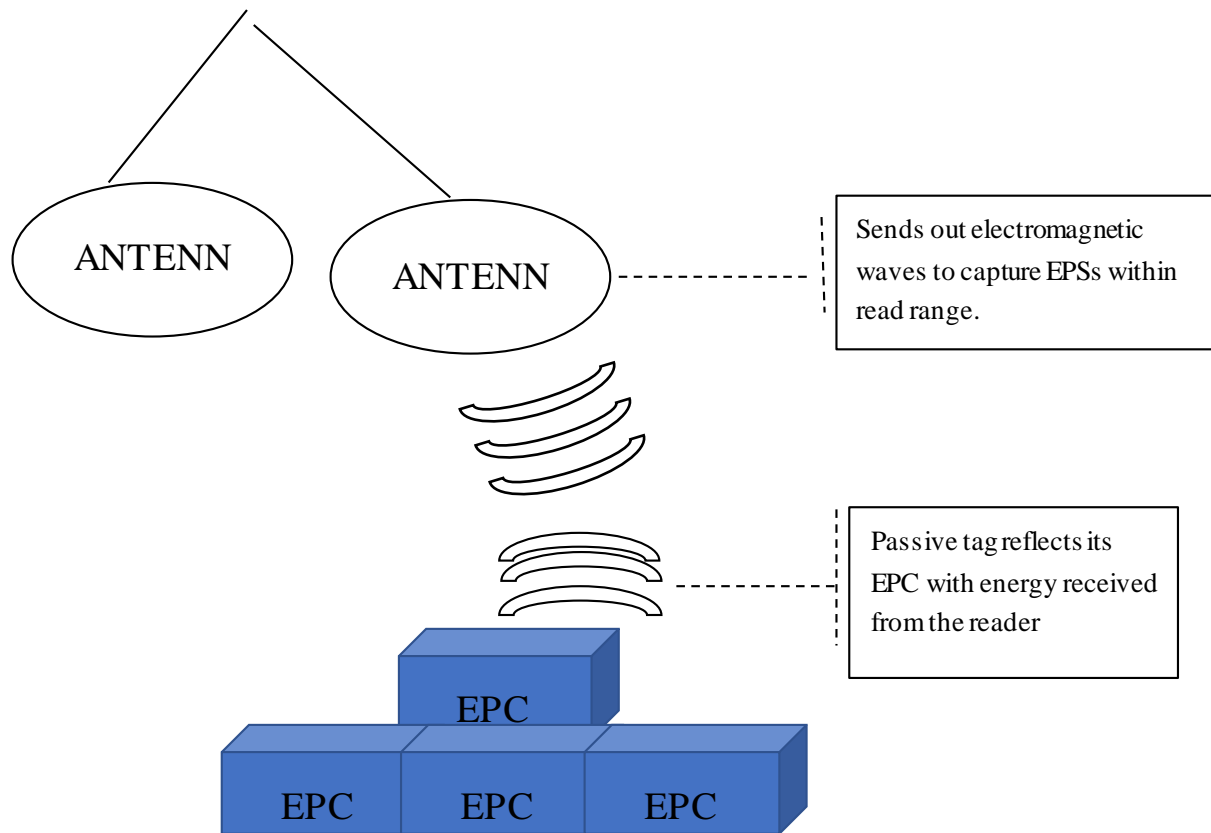 ANTENN
ANTENN
Sends out electromagnetic
waves to capture EPSs within
read range.
Passive tag reflects its
EPC with energy received
from the reader
EPC
EPC
EPC
EPC